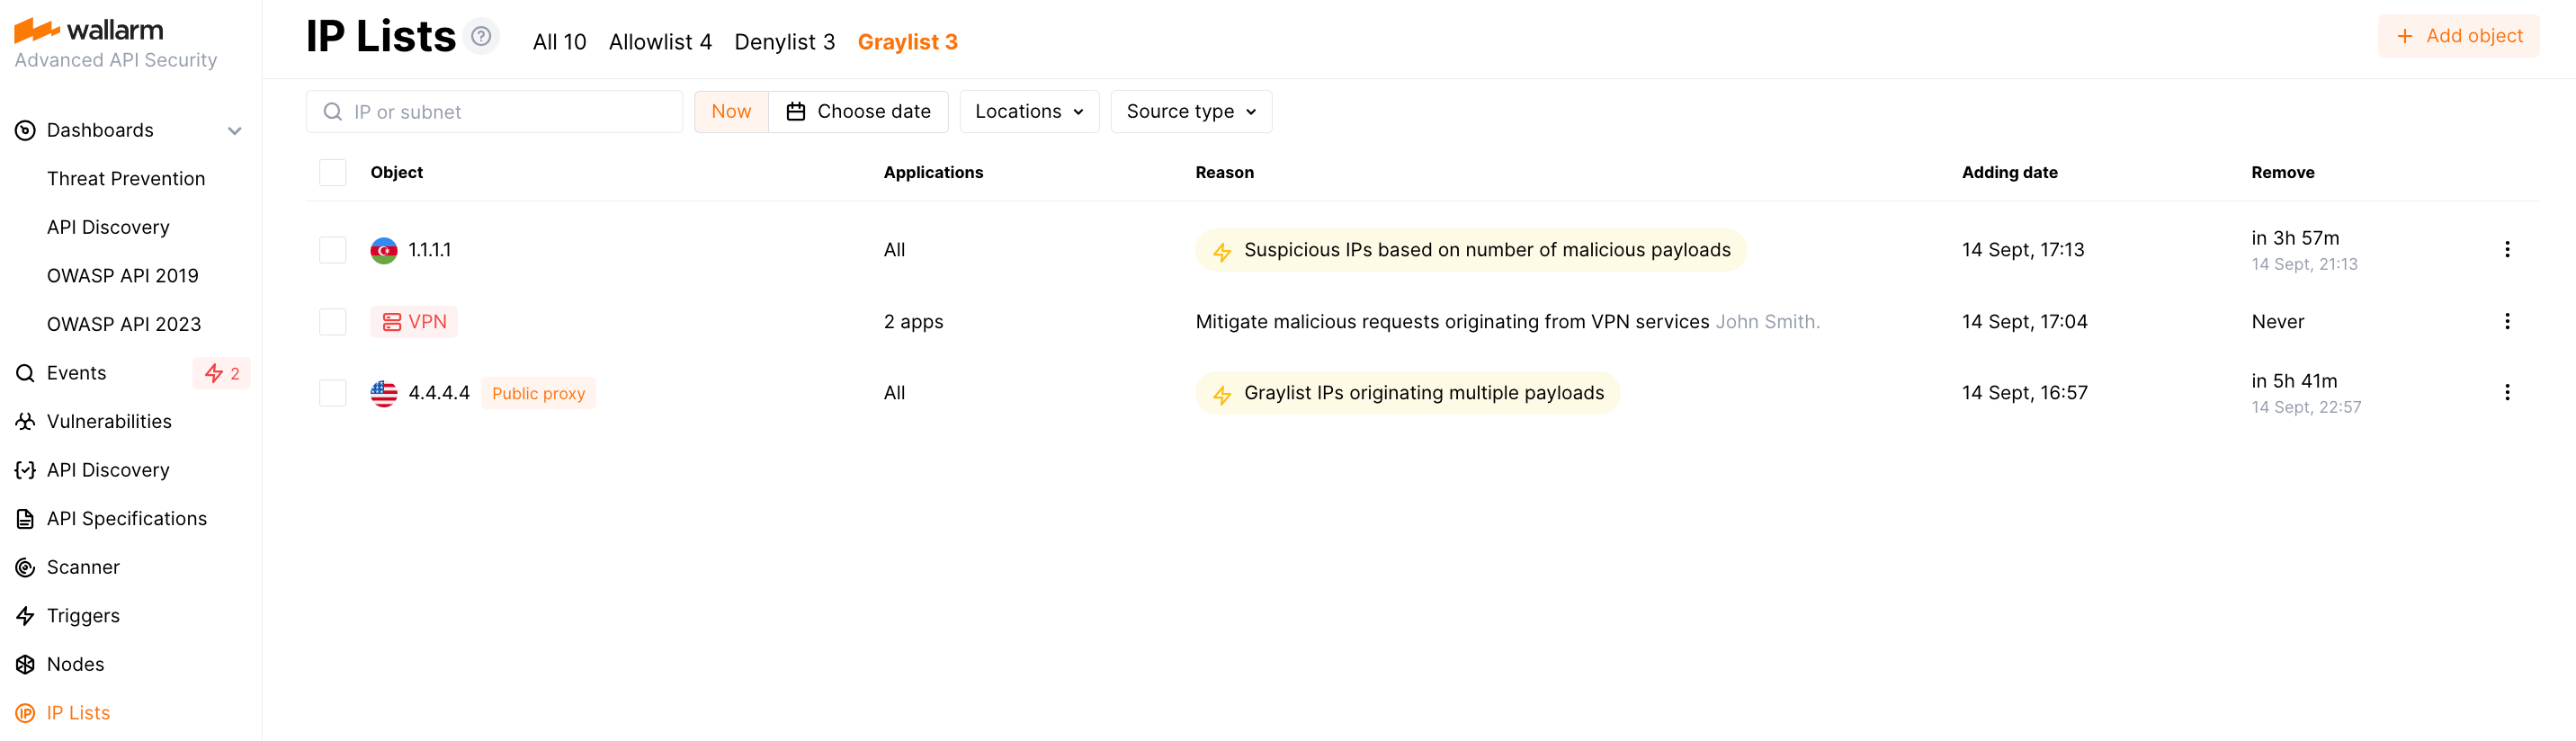 wallarm
Advanced API Security
Dashboards
Threat Prevention
API Discovery
OWASP API 2019
OWASP API 2023
Events 2
Vulnerabilities
API Discovery
API Specifications
Scanner
Triggers
Nodes
IP Lists
IP Lists ? All 10 Allowlist 4 Denylist 3 Graylist 3 + Add object
IP or subnet Now Choose date Locations Source type
Object Applications Reason Adding date Remove
1.1.1.1 All Suspicious IPs based on number of malicious payloads 14 Sept, 17:13 in 3h 57m
14 Sept, 21:13
VPN 2 apps Mitigate malicious requests originating from VPN services John Smith. 14 Sept, 17:04 Never
4.4.4.4 Public proxy All Graylist IPs originating multiple payloads 14 Sept, 16:57 in 5h 41m
14 Sept, 22:57